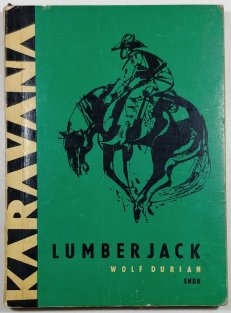 KARAVANA
LUMBERJACK
WOLF DURIAN
SNDK